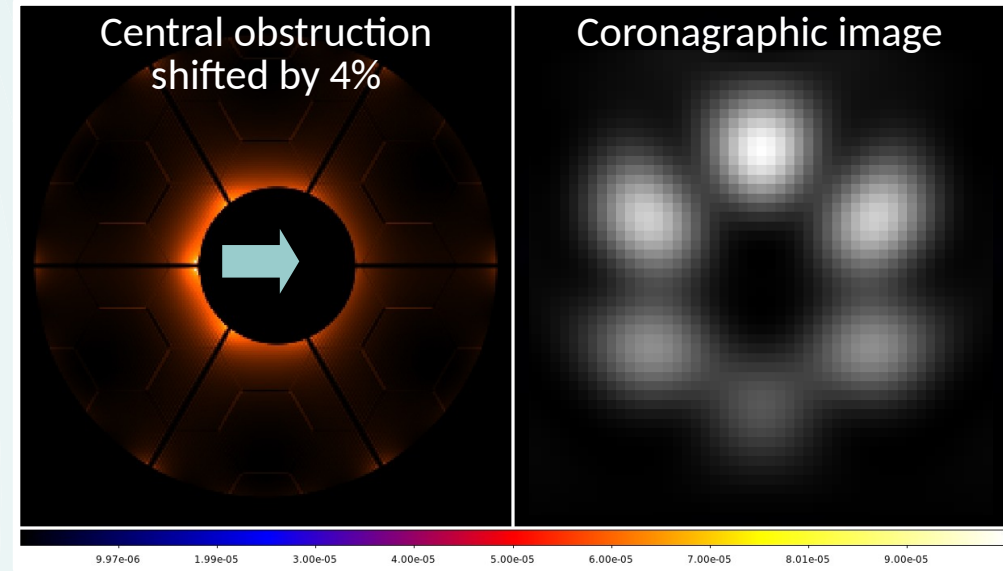 Central obstruction
shifted by 4%
Coronagraphic image
9.97e-06 1.99e-05 3.00e-05 4.00e-05 5.00e-05 6.00e-05 7.00e-05 8.01e-05 9.00e-05